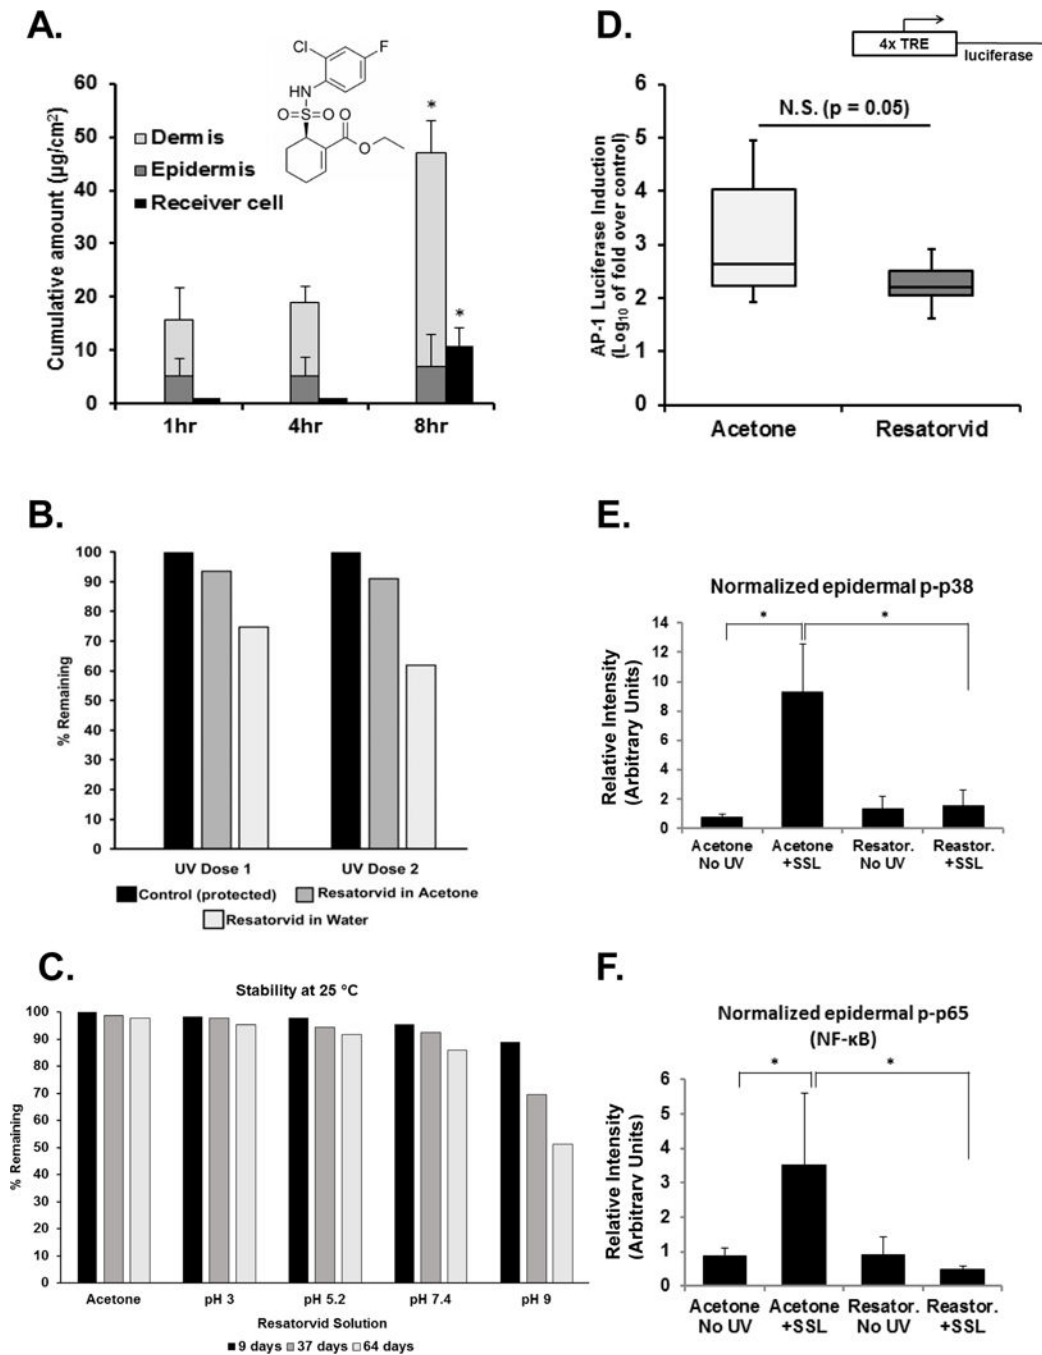 A.
Cl
F
HN
O
S
O
O
O
60
50
40
30
20
10
0
Cumulative amount (µg/cm²)
Dermis
Epidermis
Receiver cell
*
*
1hr
4hr
8hr
D.
4x TRE
luciferase
N.S. (p = 0.05)
6
5
4
3
2
1
0
AP-1 Luciferase Induction
(Log₁₀ of fold over control)
Acetone
Resatorvid
B.
100
90
80
70
60
50
40
30
20
10
0
% Remaining
UV Dose 1
UV Dose 2
Control (protected)
Resatorvid in Acetone
Resatorvid in Water
E.
Normalized epidermal p-p38
*
*
14
12
10
8
6
4
2
0
Relative Intensity
(Arbitrary Units)
Acetone
No UV
Acetone
+SSL
Resator.
No UV
Reastor.
+SSL
C.
Stability at 25 °C
100
90
80
70
60
50
40
30
20
10
0
% Remaining
Acetone
pH 3
pH 5.2
pH 7.4
pH 9
Resatorvid Solution
9 days
37 days
64 days
F.
Normalized epidermal p-p65
(NF-κB)
*
*
6
5
4
3
2
1
0
Relative Intensity
(Arbitrary Units)
Acetone
No UV
Acetone
+SSL
Resator.
No UV
Reastor.
+SSL